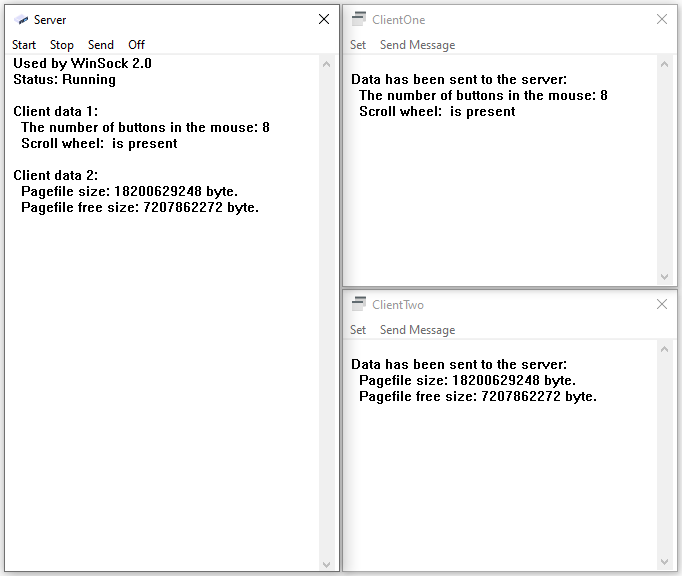 Server
Start Stop Send Off
Used by WinSock 2.0
Status: Running
Client data 1:
The number of buttons in the mouse: 8
Scroll wheel:  is present
Client data 2:
Pagefile size: 18200629248 byte.
Pagefile free size: 7207862272 byte.
ClientOne
Set Send Message
Data has been sent to the server:
The number of buttons in the mouse: 8
Scroll wheel:  is present
ClientTwo
Set Send Message
Data has been sent to the server:
Pagefile size: 18200629248 byte.
Pagefile free size: 7207862272 byte.